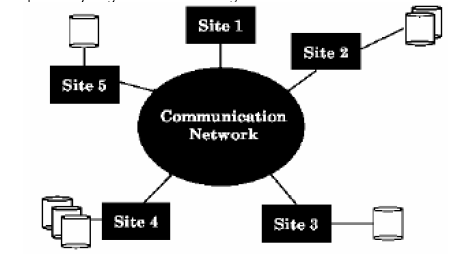 Site 1
Site 2
Site 5
Communication
Network
Site 4
Site 3